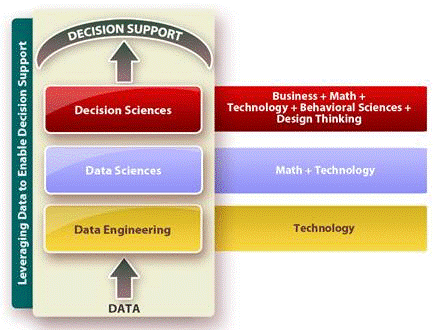 Leveraging Data to Enable Decision Support
DECISION SUPPORT
Decision Sciences
Business + Math +
Technology + Behavioral Sciences +
Design Thinking
Data Sciences
Math + Technology
Data Engineering
Technology
DATA